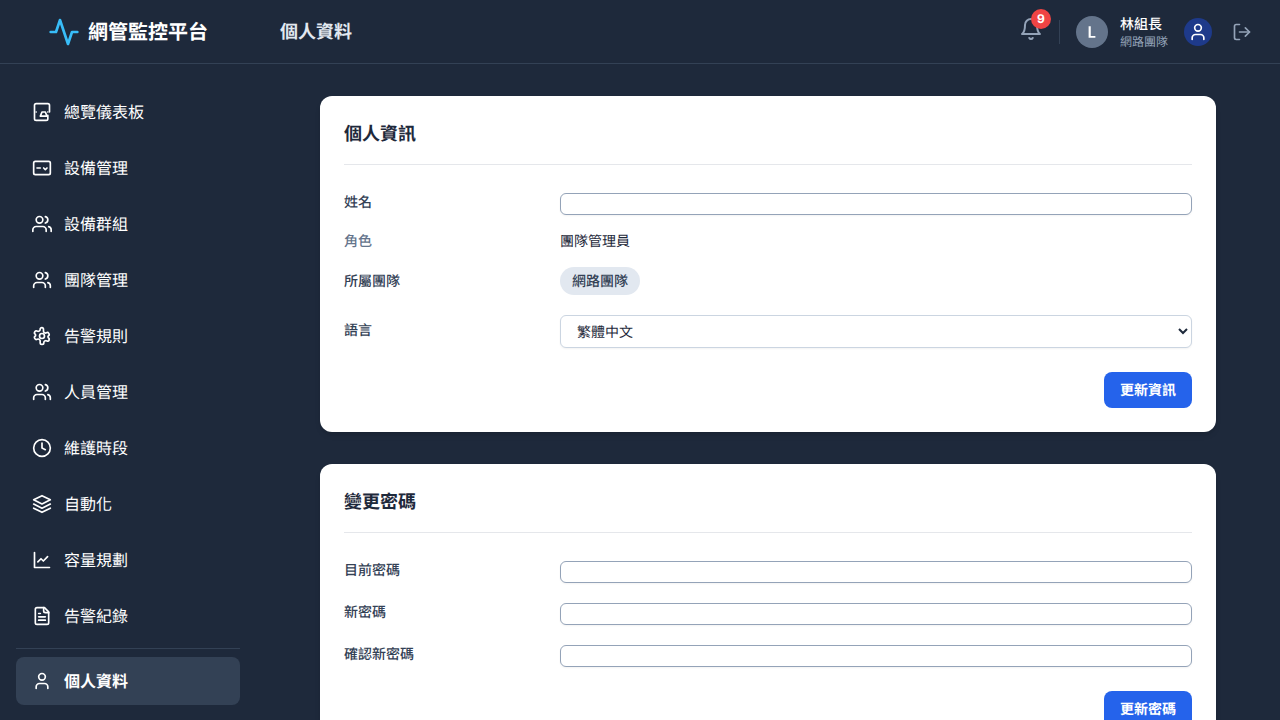 網管監控平台
個人資料
9
L
林組長
網路團隊
總覽儀表板
設備管理
設備群組
團隊管理
告警規則
人員管理
維護時段
自動化
容量規劃
告警紀錄
個人資料
個人資訊
姓名
角色
團隊管理員
所屬團隊
網路團隊
語言
繁體中文
更新資訊
變更密碼
目前密碼
新密碼
確認新密碼
更新密碼